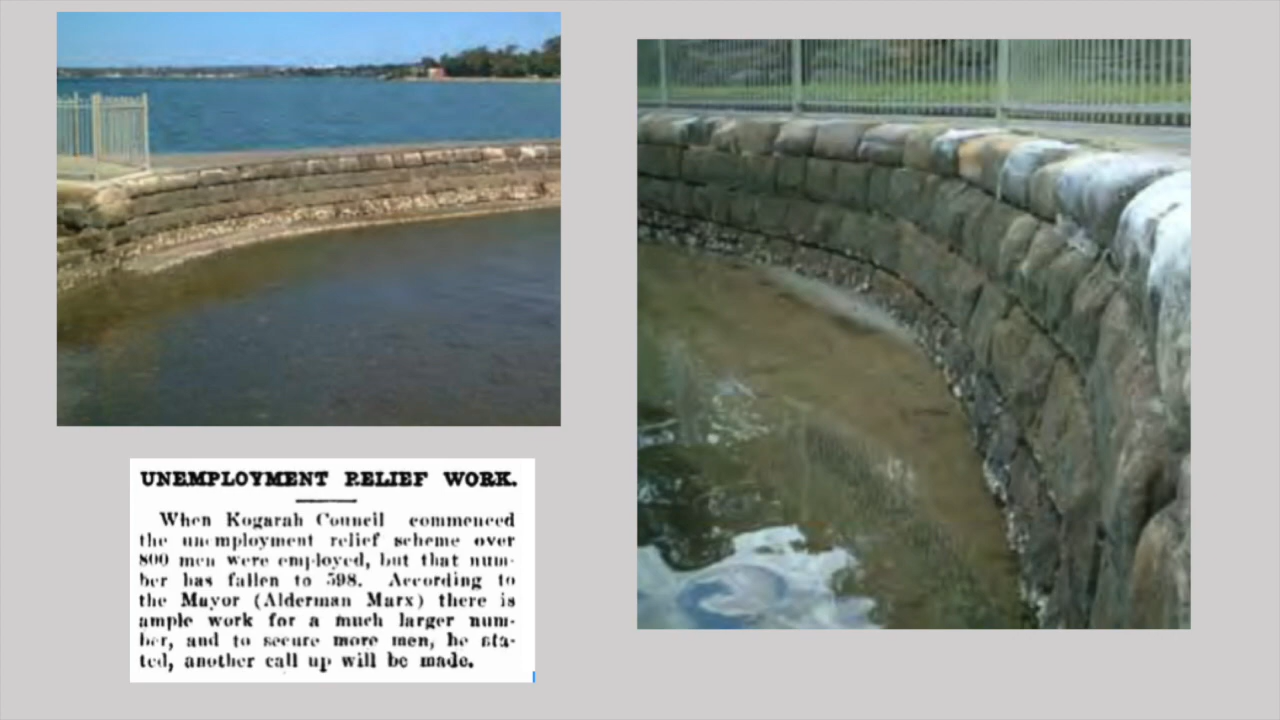 UNEMPLOYMENT RELIEF WORK.
When Kogarah Council commenced
the unemployment relief scheme over
800 men were employed, but that num-
ber has fallen to 598. According to
the Mayor (Alderman Marx) there is
ample work for a much larger num-
ber, and to secure more men, he sta-
ted, another call up will be made.